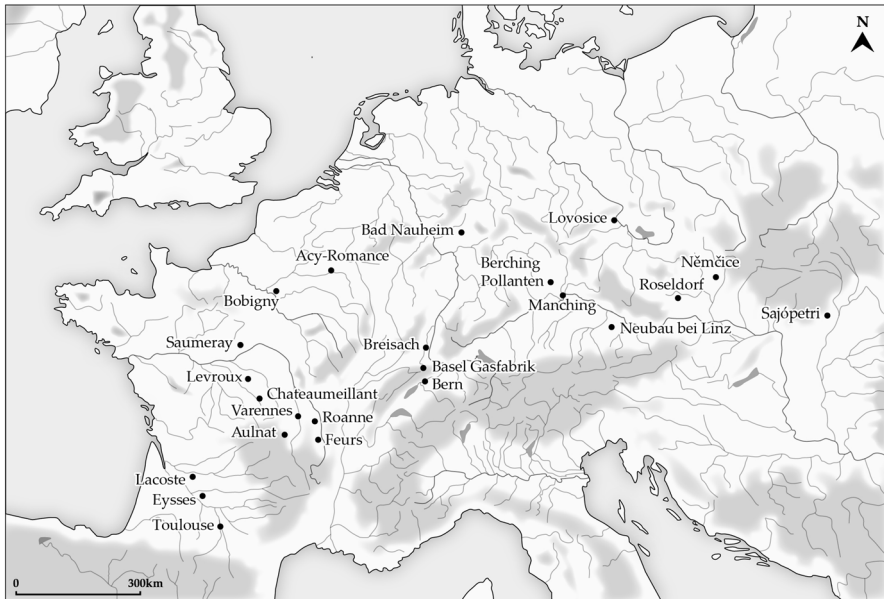 N
Lovosice
Bad Nauheim
Acy-Romance
Berching
Pollanten
Němčice
Roseldorf
Manching
Bobigny
Sajópetri
Neubau bei Linz
Saumeray
Breisach
Basel Gasfabrik
Levroux
Bern
Chateaumeillant
Varennes
Roanne
Aulnat
Feurs
Lacoste
Eysses
Toulouse
0
300km